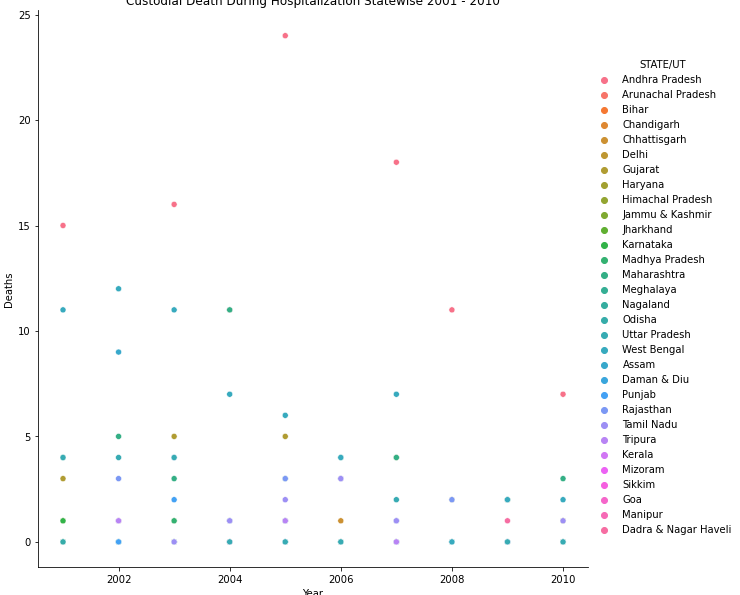 Custodial Death During Hospitalization Statewise 2001 - 2010
25
20
15
10
5
0
Deaths
2002 2004 2006 2008 2010
Year
STATE/UT
Andhra Pradesh
Arunachal Pradesh
Bihar
Chandigarh
Chhattisgarh
Delhi
Gujarat
Haryana
Himachal Pradesh
Jammu & Kashmir
Jharkhand
Karnataka
Madhya Pradesh
Maharashtra
Meghalaya
Nagaland
Odisha
Uttar Pradesh
West Bengal
Assam
Daman & Diu
Punjab
Rajasthan
Tamil Nadu
Tripura
Kerala
Mizoram
Sikkim
Goa
Manipur
Dadra & Nagar Haveli